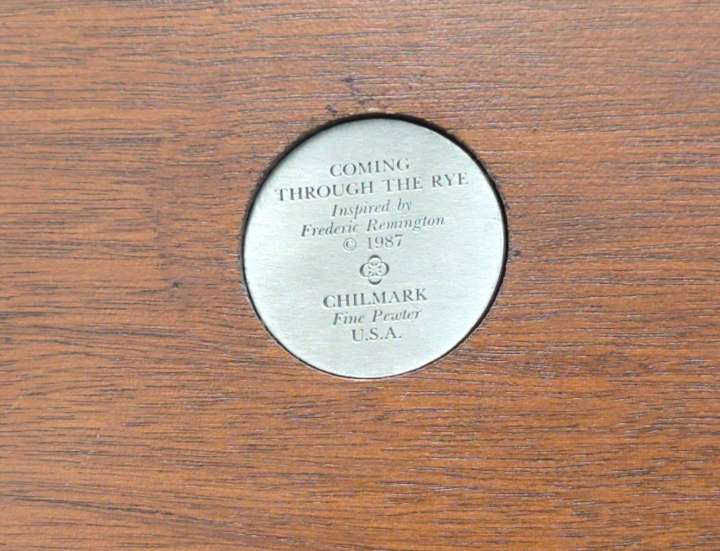 COMING
THROUGH THE RYE
Inspired by
Frederic Remington
© 1987
CHILMARK
Fine Pewter
U.S.A.